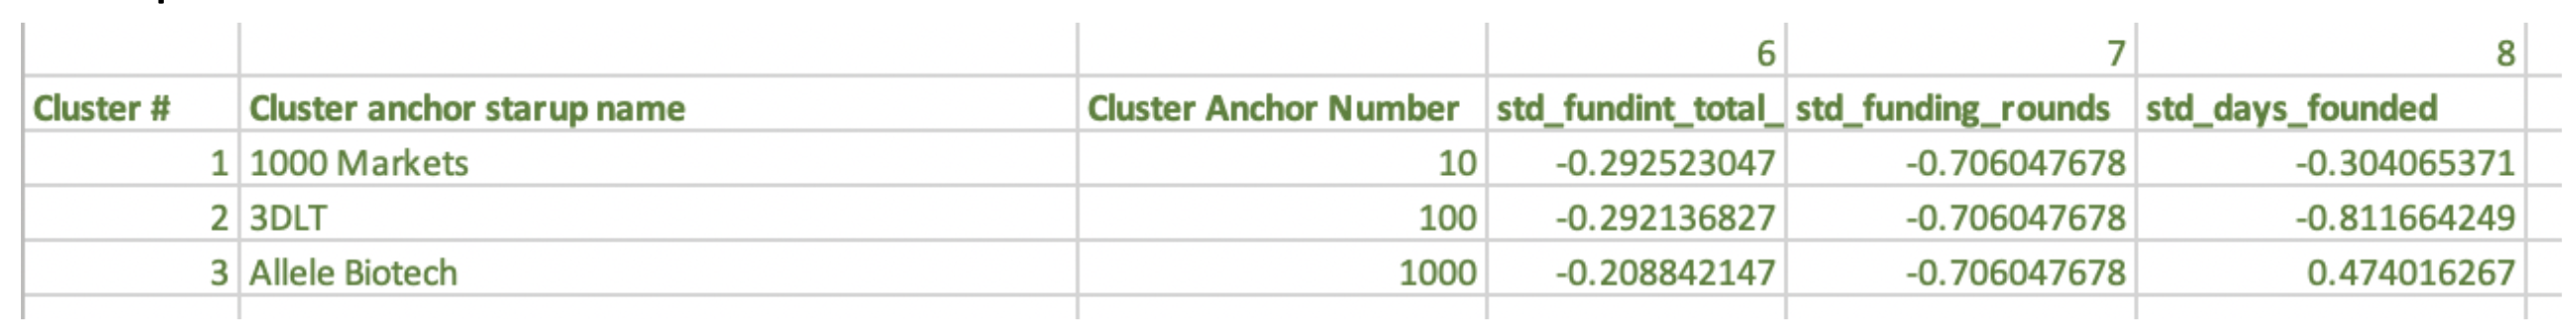 6 7 8
Cluster # Cluster anchor starup name Cluster Anchor Number std_fundint_total_ std_funding_rounds std_days_founded
1 1000 Markets 10 -0.292523047 -0.706047678 -0.304065371
2 3DLT 100 -0.292136827 -0.706047678 -0.811664249
3 Allele Biotech 1000 -0.208842147 -0.706047678 0.474016267